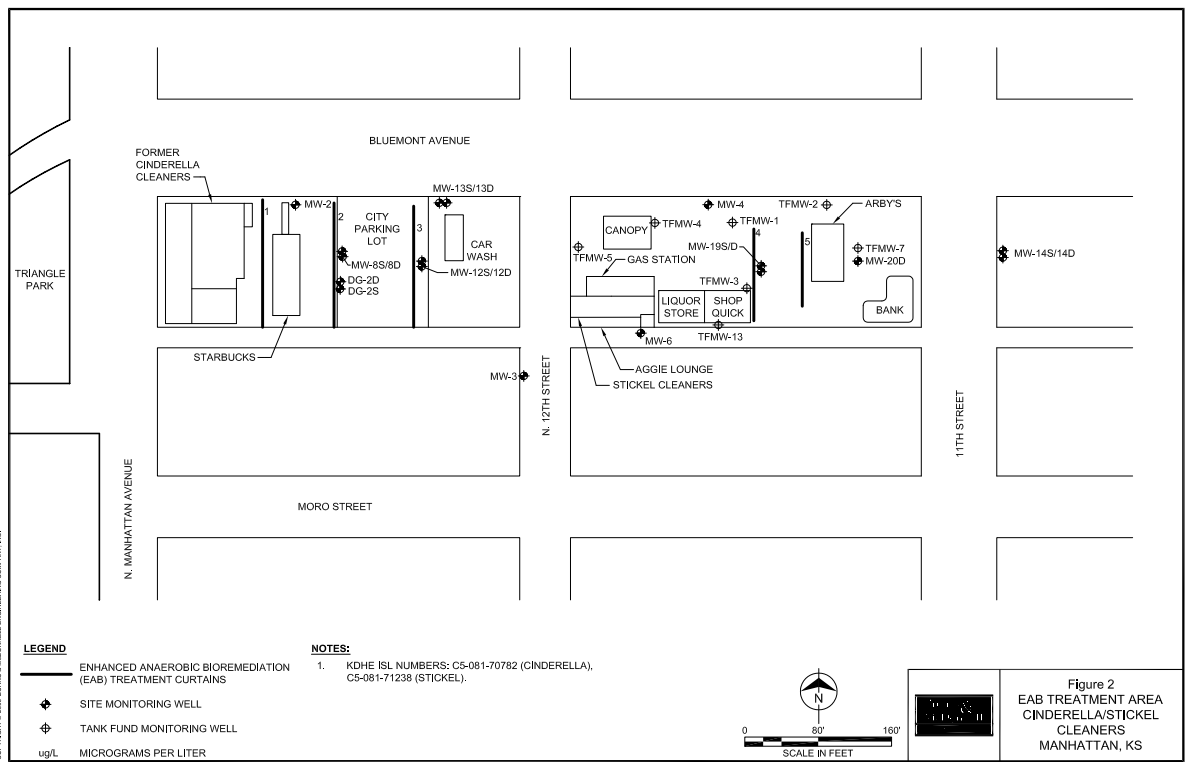 BLUEMONT AVENUE
FORMER
CINDERELLA
CLEANERS
MW-13S/13D
1
MW-2
2
CITY
PARKING
LOT
3
CAR
WASH
MW-8S/8D
MW-12S/12D
DG-2D
DG-2S
TRIANGLE
PARK
STARBUCKS
MW-4
TFMW-2
ARBY'S
CANOPY
TFMW-4
TFMW-1
4
5
MW-19S/D
TFMW-7
MW-20D
TFMW-5
GAS STATION
TFMW-3
LIQUOR
STORE
SHOP
QUICK
BANK
MW-14S/14D
MW-6
TFMW-13
AGGIE LOUNGE
STICKEL CLEANERS
MW-3
N. 12TH STREET
11TH STREET
N. MANHATTAN AVENUE
MORO STREET
LEGEND
ENHANCED ANAEROBIC BIOREMEDIATION
(EAB) TREATMENT CURTAINS
SITE MONITORING WELL
TANK FUND MONITORING WELL
ug/L MICROGRAMS PER LITER
NOTES:
1. KDHE ISL NUMBERS: C5-081-70782 (CINDERELLA),
C5-081-71238 (STICKEL).
N
0 80' 160'
SCALE IN FEET
Figure 2
EAB TREATMENT AREA
CINDERELLA/STICKEL
CLEANERS
MANHATTAN, KS